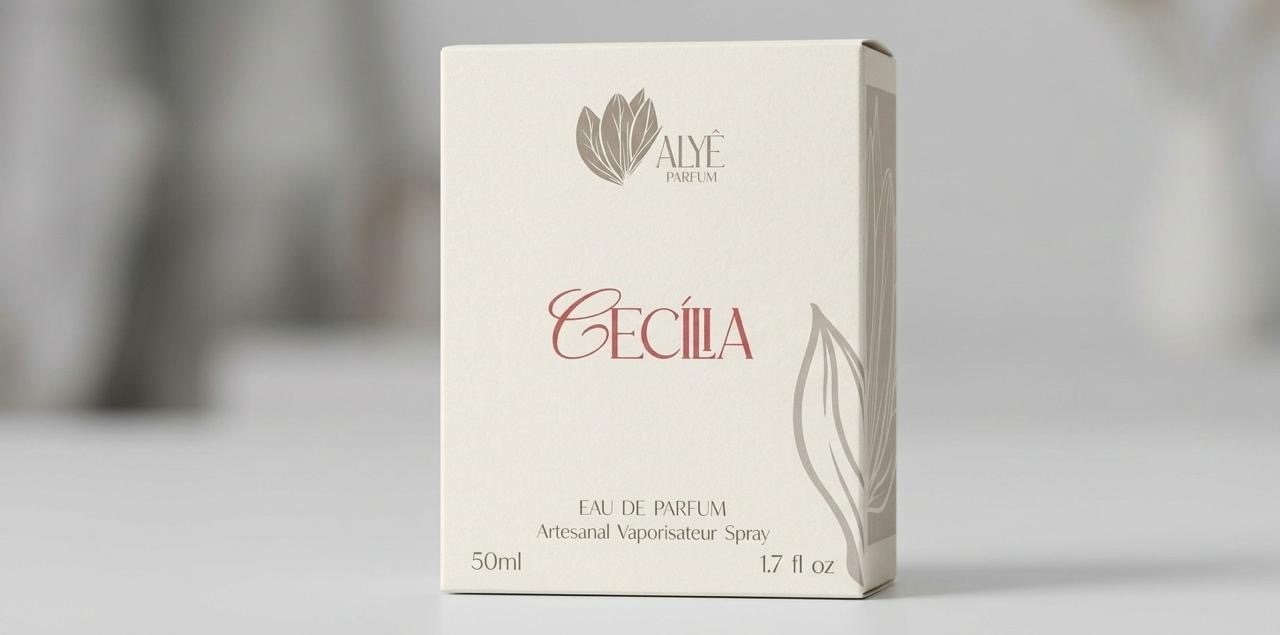 ALYÊ
PARFUM
CECÍLIA
EAU DE PARFUM
Artesanal Vaporisateur Spray
50ml 1.7 fl oz